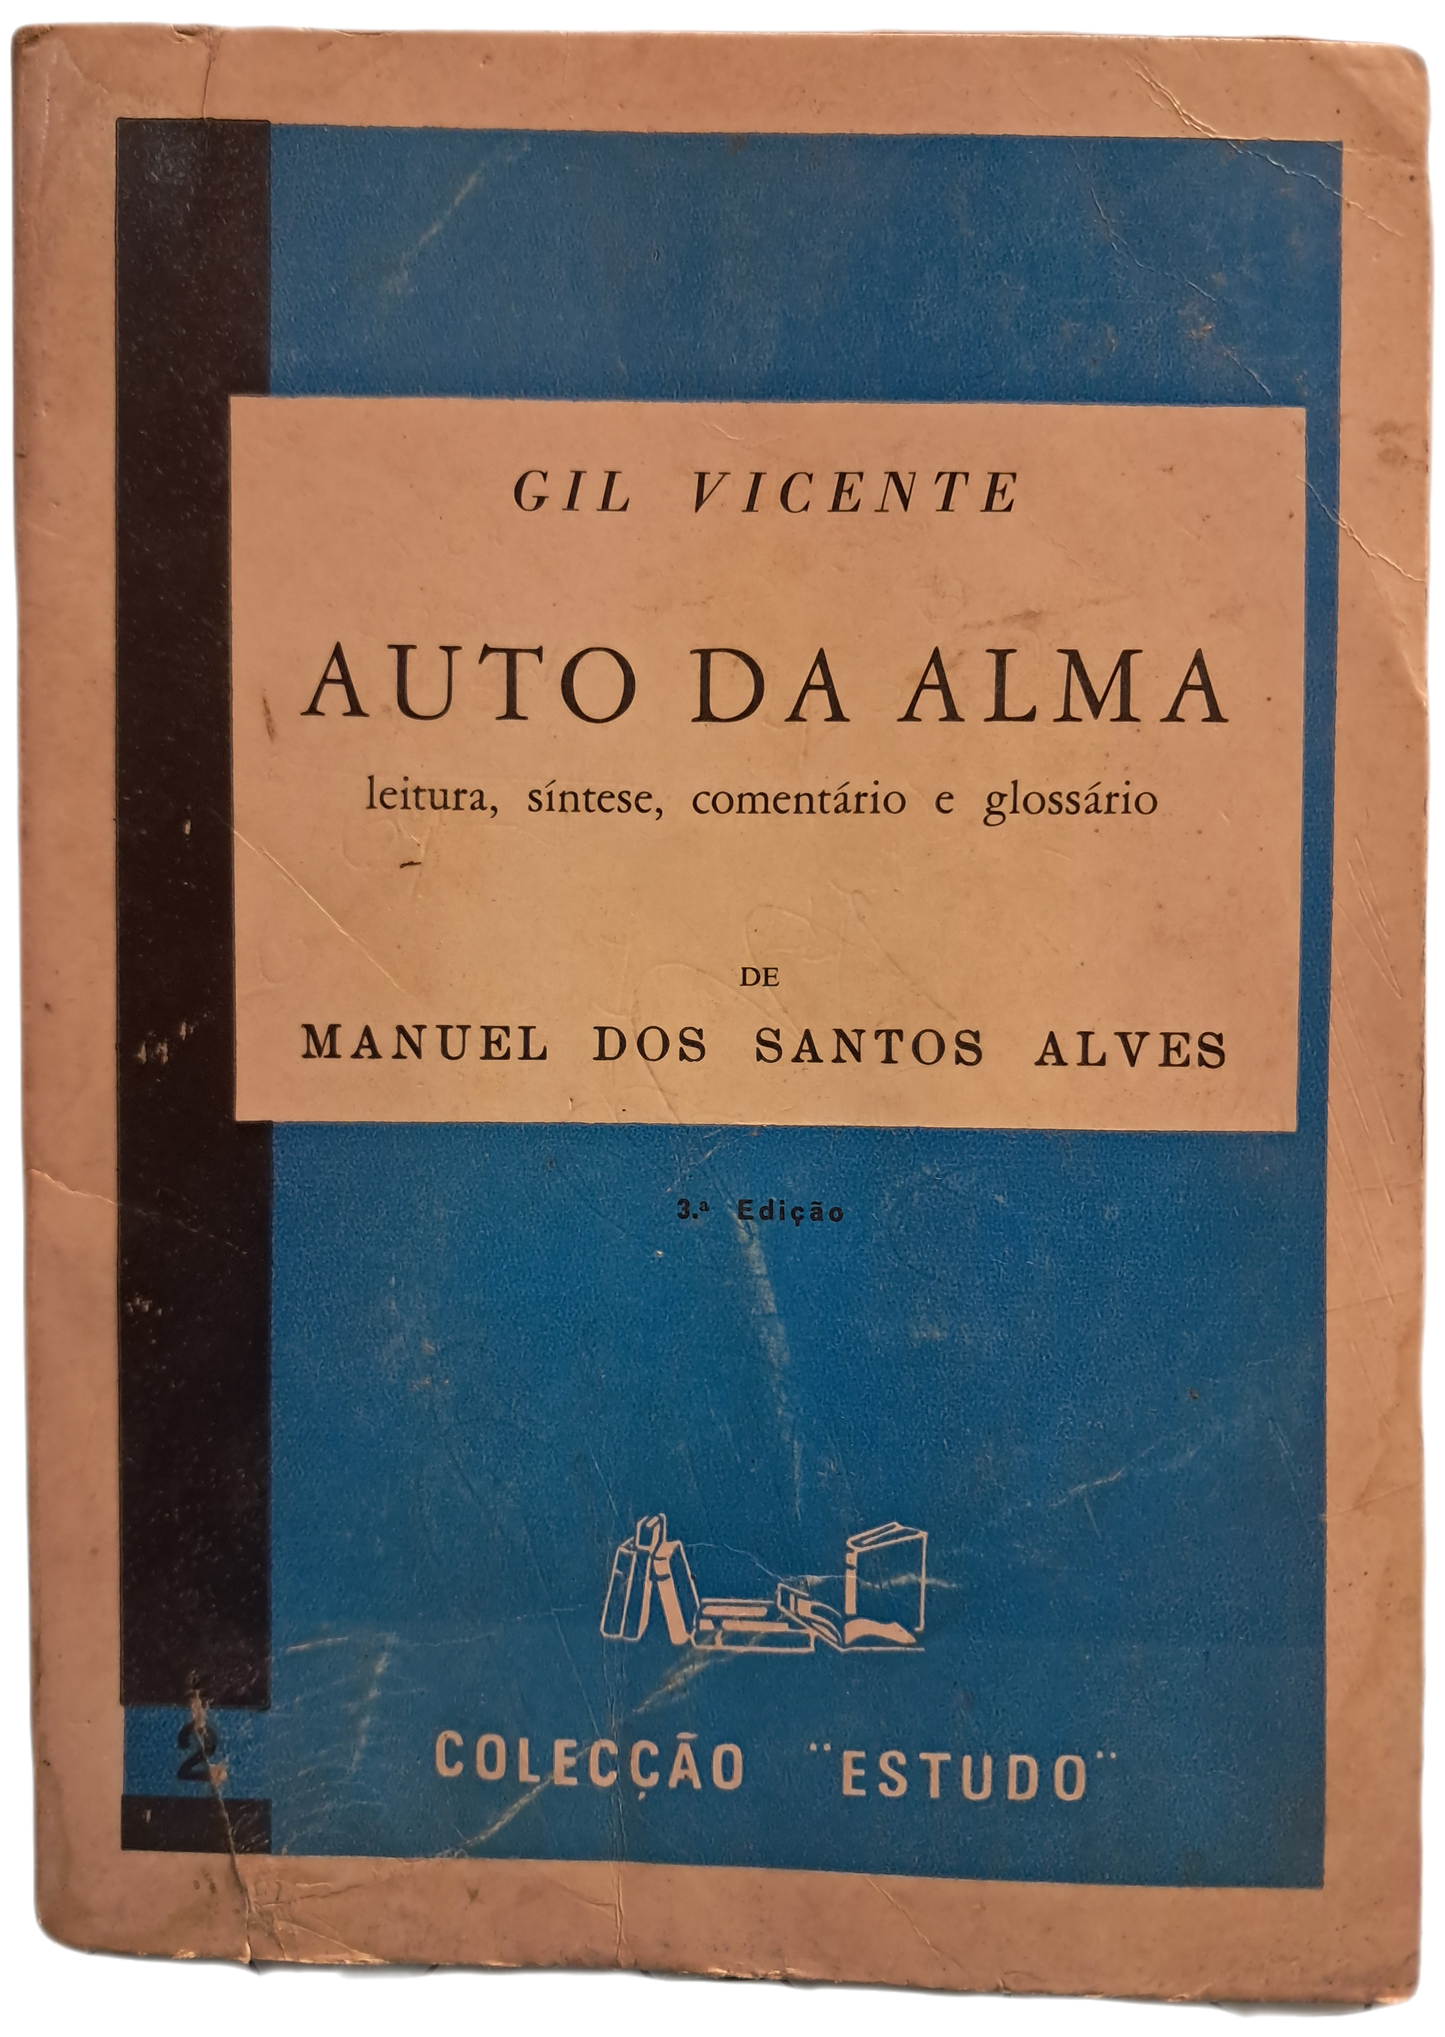 GIL VICENTE
AUTO DA ALMA
leitura, síntese, comentário e glossário
DE
MANUEL DOS SANTOS ALVES
3.ª Edição
2
COLECÇÃO "ESTUDO"